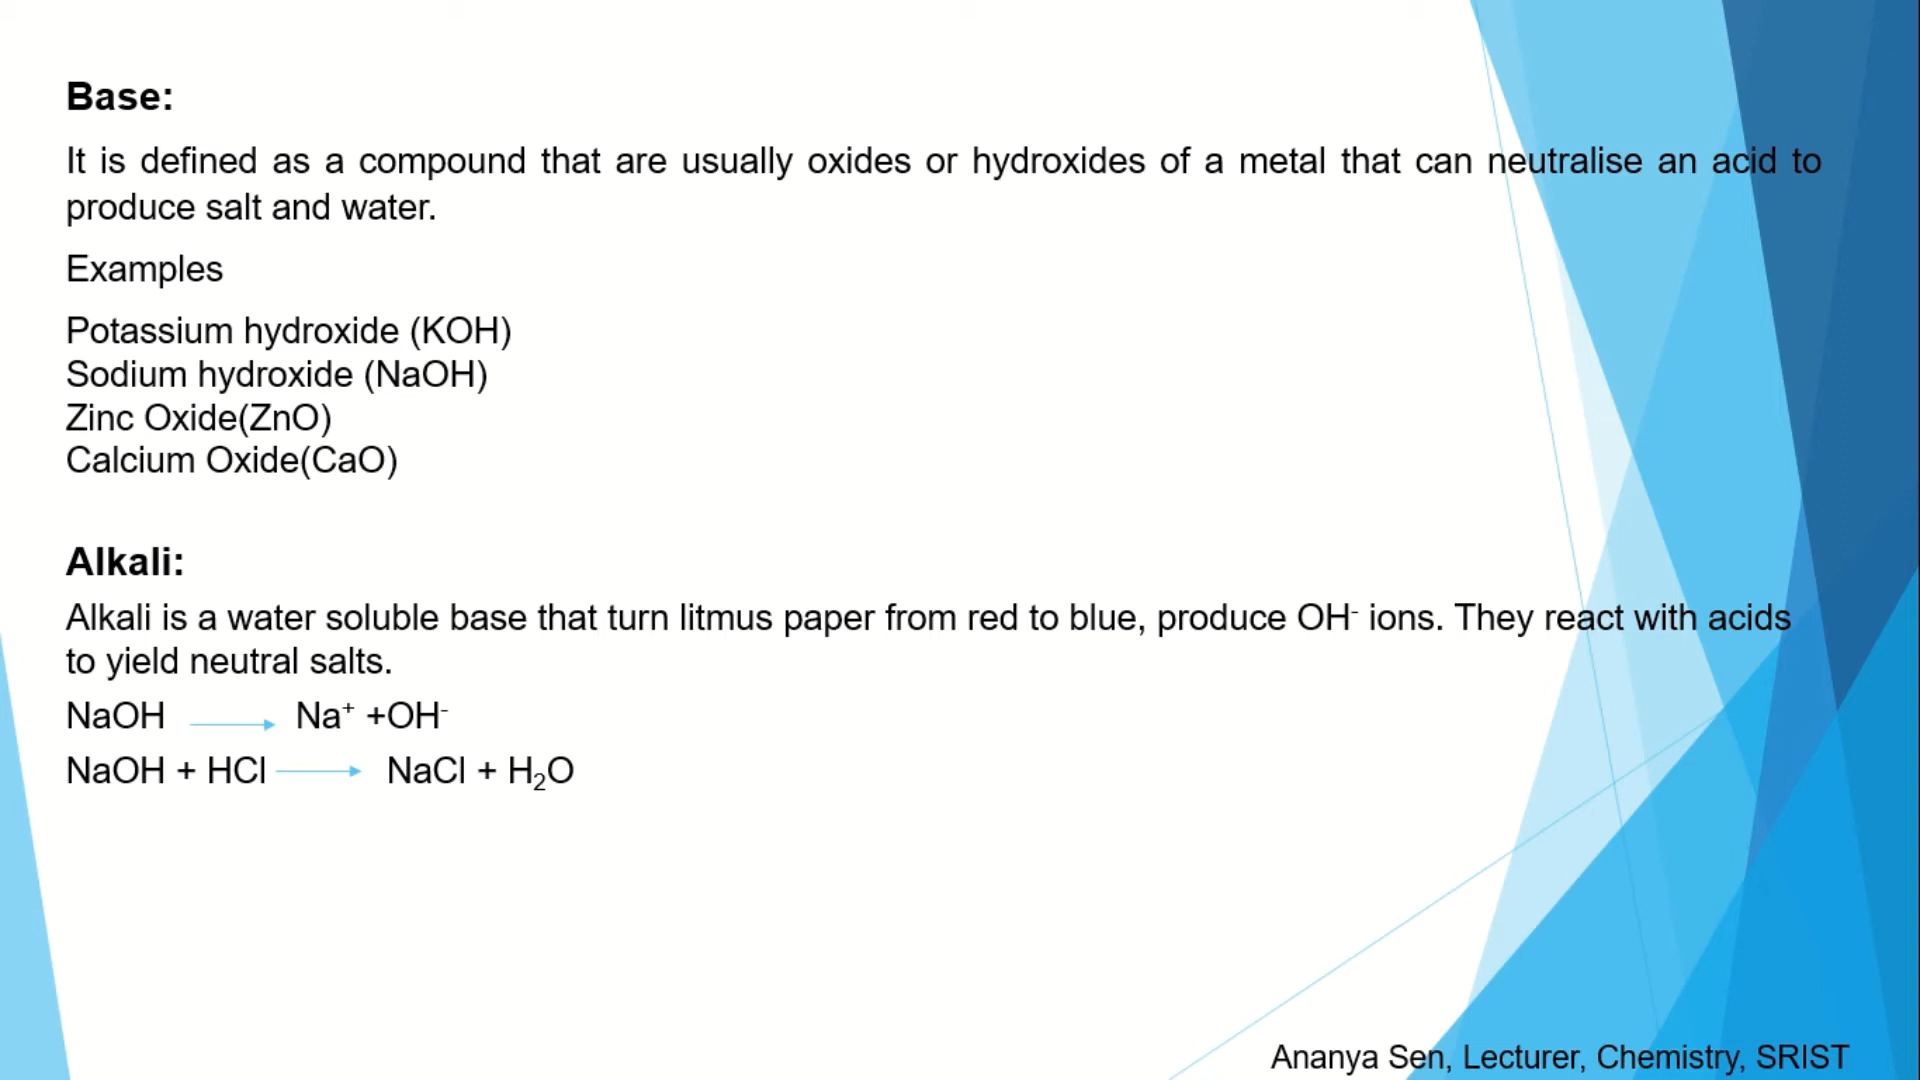 Base:
It is defined as a compound that are usually oxides or hydroxides of a metal that can neutralise an acid to
produce salt and water.
Examples
Potassium hydroxide (KOH)
Sodium hydroxide (NaOH)
Zinc Oxide(ZnO)
Calcium Oxide(CaO)
Alkali:
Alkali is a water soluble base that turn litmus paper from red to blue, produce OH⁻ ions. They react with acids
to yield neutral salts.
NaOH → Na⁺ +OH⁻
NaOH + HCl → NaCl + H₂O
Ananya Sen, Lecturer, Chemistry, SRIST